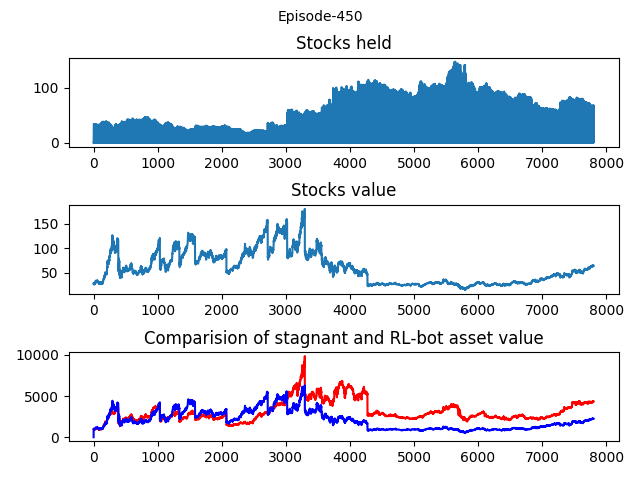 Episode-450
Stocks held
100
0
0 1000 2000 3000 4000 5000 6000 7000 8000
Stocks value
150
100
50
0 1000 2000 3000 4000 5000 6000 7000 8000
Comparision of stagnant and RL-bot asset value
10000
5000
0
0 1000 2000 3000 4000 5000 6000 7000 8000